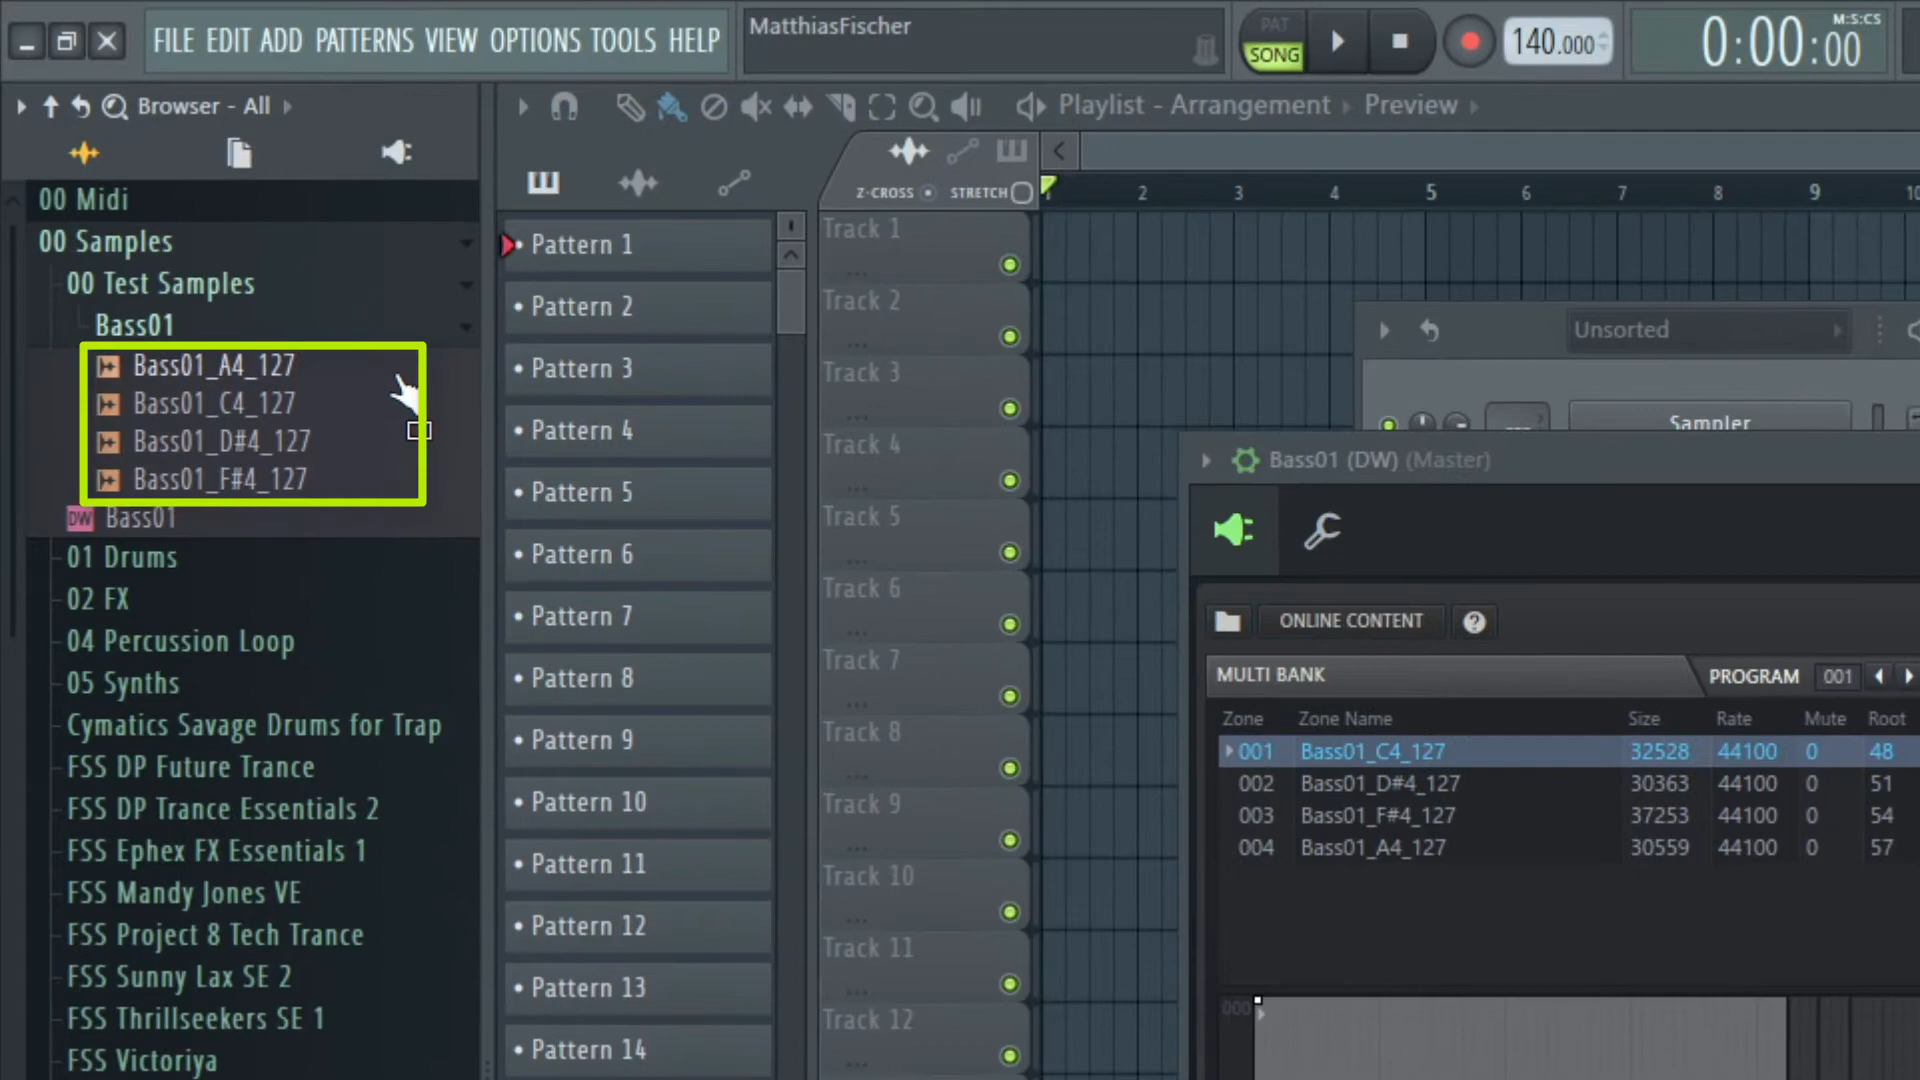 FILE EDIT ADD PATTERNS VIEW OPTIONS TOOLS HELP
MatthiasFischer
PAT
SONG
140.000
M:S:CS
0:00:00
Browser - All
Playlist - Arrangement
Preview
Z-CROSS
STRETCH
1 2 3 4 5 6 7 8 9 10
00 Midi
00 Samples
00 Test Samples
Bass01
Bass01_A4_127
Bass01_C4_127
Bass01_D#4_127
Bass01_F#4_127
DW Bass01
01 Drums
02 FX
04 Percussion Loop
05 Synths
Cymatics Savage Drums for Trap
FSS DP Future Trance
FSS DP Trance Essentials 2
FSS Ephex FX Essentials 1
FSS Mandy Jones VE
FSS Project 8 Tech Trance
FSS Sunny Lax SE 2
FSS Thrillseekers SE 1
FSS Victoriya
Pattern 1
Pattern 2
Pattern 3
Pattern 4
Pattern 5
Pattern 6
Pattern 7
Pattern 8
Pattern 9
Pattern 10
Pattern 11
Pattern 12
Pattern 13
Pattern 14
Track 1
Track 2
Track 3
Track 4
Track 5
Track 6
Track 7
Track 8
Track 9
Track 10
Track 11
Track 12
Unsorted
Sampler
Bass01 (DW) (Master)
ONLINE CONTENT
?
MULTI BANK
PROGRAM 001
Zone Zone Name Size Rate Mute Root
001 Bass01_C4_127 32528 44100 0 48
002 Bass01_D#4_127 30363 44100 0 51
003 Bass01_F#4_127 37253 44100 0 54
004 Bass01_A4_127 30559 44100 0 57
000